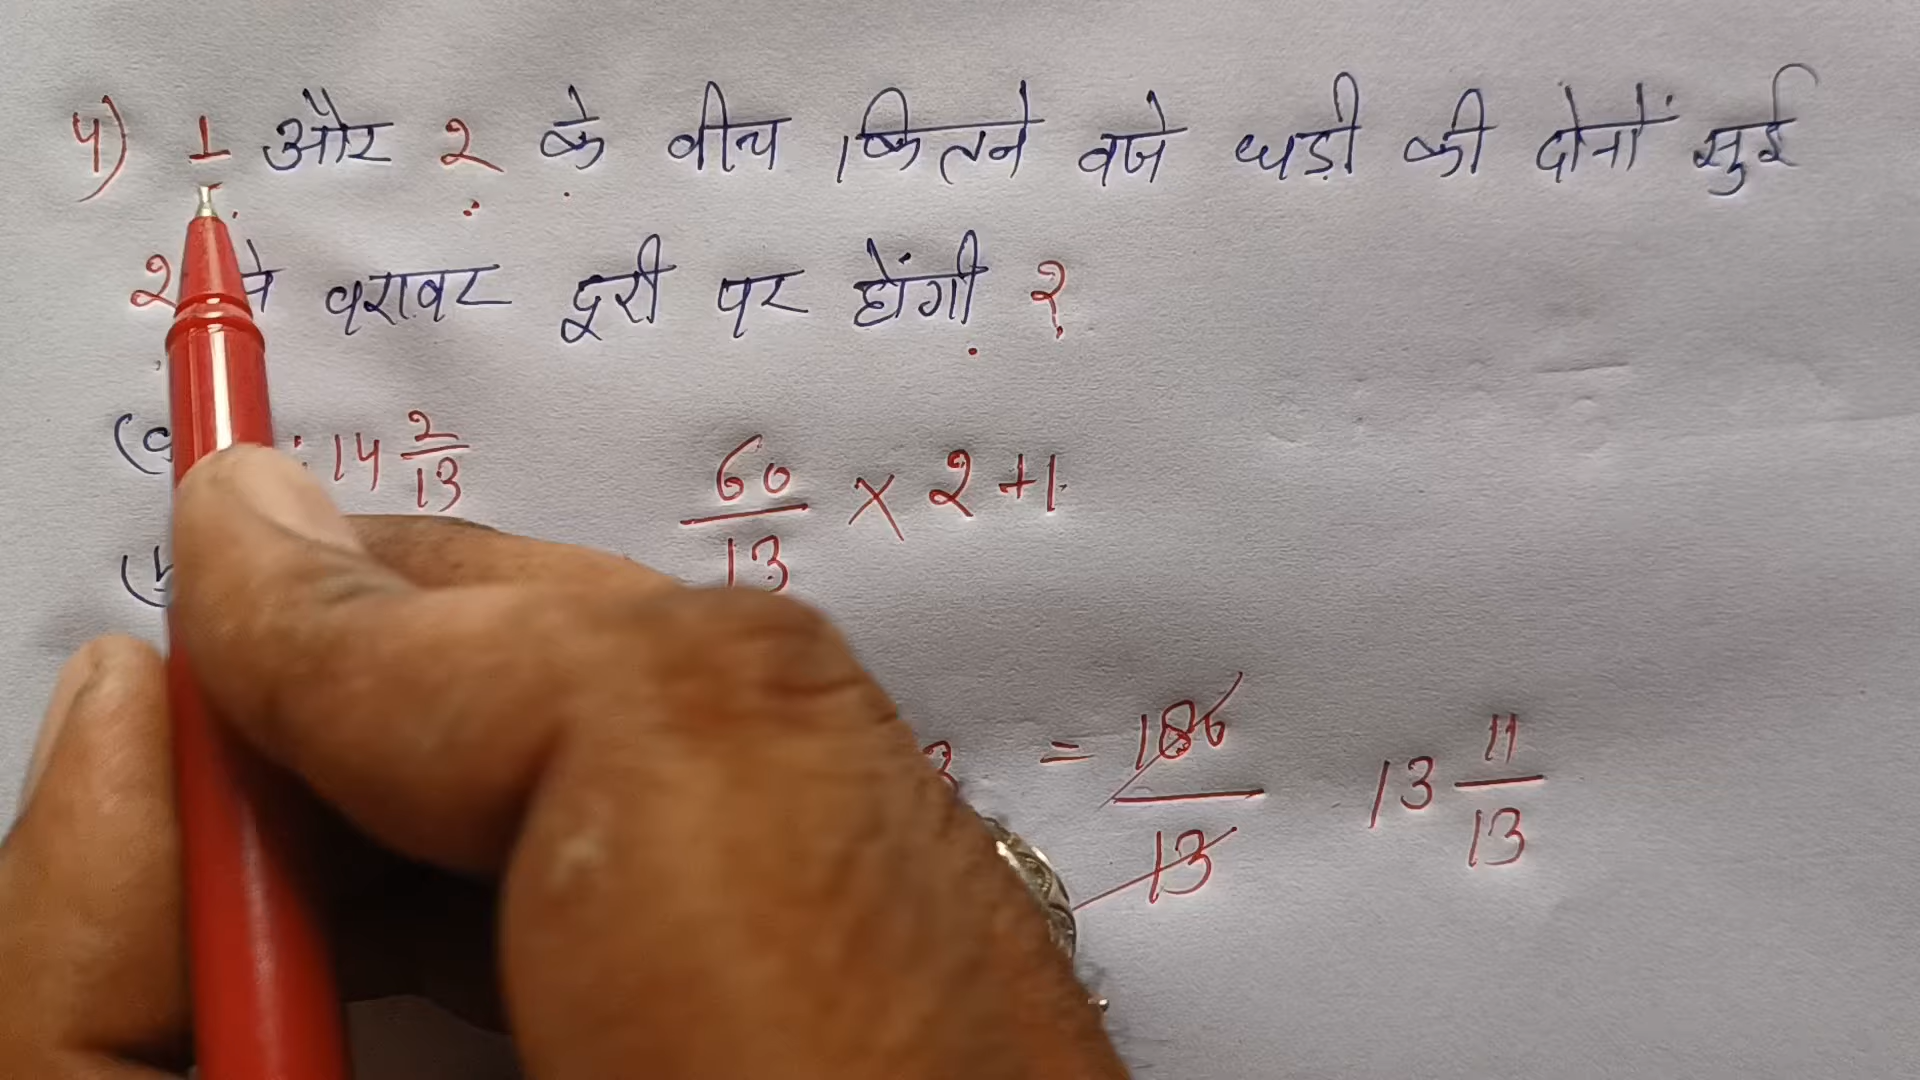 4) 1 और 2 के बीच कितने बजे घड़ी की दोनों सुई
2 से बराबर दूरी पर होंगी ?
: 14 2/13
60/13 × 2 + 1
3 = 186/13 13 11/13